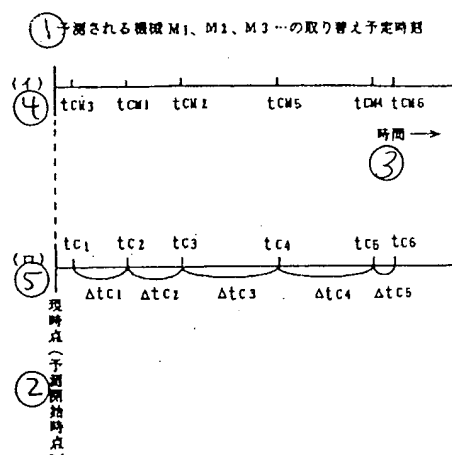 ① 予測される機械M1、M2、M3…の取り替え予定時刻
(イ)
④
tCM3 tCM1 tCM2 tCM5 tCM4 tCM6
時間 →
③
tC1 tC2 tC3 tC4 tC5 tC6
(ロ)
⑤
ΔtC1 ΔtC2 ΔtC3 ΔtC4 ΔtC5
② 現時点(予測開始時点)